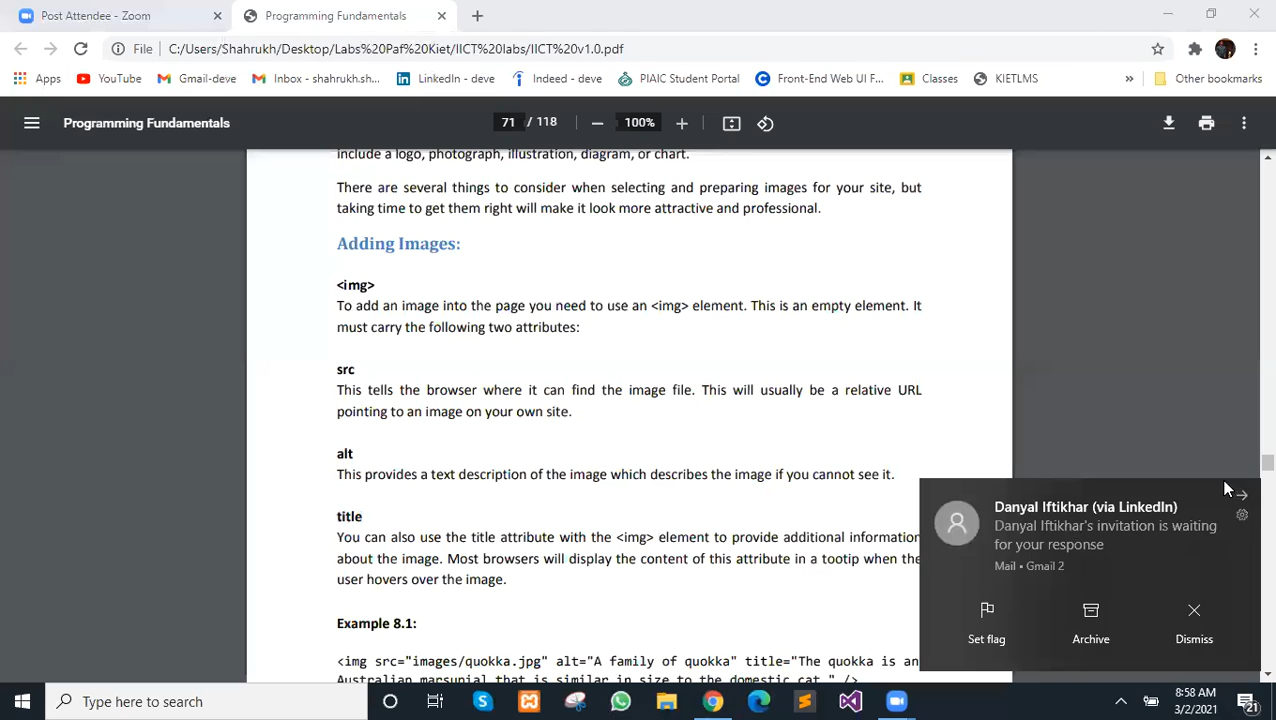 Post Attendee - Zoom
Programming Fundamentals
File
C:/Users/Shahrukh/Desktop/Labs%20Paf%20Kiet/IICT%20labs/IICT%20v1.0.pdf
Apps
YouTube
Gmail-deve
Inbox - shahrukh.sh...
LinkedIn - deve
Indeed - deve
PIAIC Student Portal
Front-End Web UI F...
Classes
KIETLMS
»
Other bookmarks
Programming Fundamentals
71 / 118
100%
include a logo, photograph, illustration, diagram, or chart.
There are several things to consider when selecting and preparing images for your site, but
taking time to get them right will make it look more attractive and professional.
Adding Images:
<img>
To add an image into the page you need to use an <img> element. This is an empty element. It
must carry the following two attributes:
src
This tells the browser where it can find the image file. This will usually be a relative URL
pointing to an image on your own site.
alt
This provides a text description of the image which describes the image if you cannot see it.
title
You can also use the title attribute with the <img> element to provide additional information
about the image. Most browsers will display the content of this attribute in a tootip when the
user hovers over the image.
Example 8.1:
<img src="images/quokka.jpg" alt="A family of quokka" title="The quokka is an
Australian marsupial that is similar in size to the domestic cat." />
Danyal Iftikhar (via LinkedIn)
Danyal Iftikhar's invitation is waiting
for your response
Mail • Gmail 2
Set flag
Archive
Dismiss
Type here to search
8:58 AM
3/2/2021
21